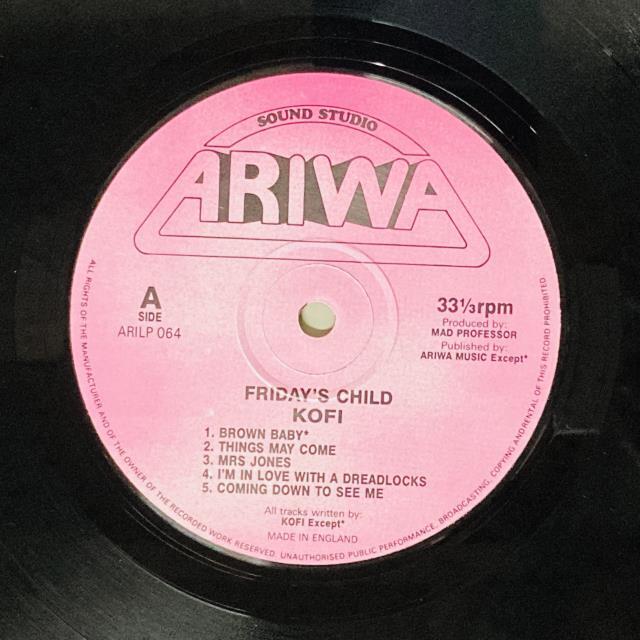 SOUND STUDIO
ARIWA
A
SIDE
ARILP 064
33⅓rpm
Produced by:
MAD PROFESSOR
Published by:
ARIWA MUSIC Except*
FRIDAY'S CHILD
KOFI
1. BROWN BABY*
2. THINGS MAY COME
3. MRS JONES
4. I'M IN LOVE WITH A DREADLOCKS
5. COMING DOWN TO SEE ME
All tracks written by:
KOFI Except*
MADE IN ENGLAND
ALL RIGHTS OF THE MANUFACTURER AND OF THE OWNER OF THE RECORDED WORK RESERVED. UNAUTHORISED PUBLIC PERFORMANCE, BROADCASTING, COPYING AND RENTAL OF THIS RECORD PROHIBITED.